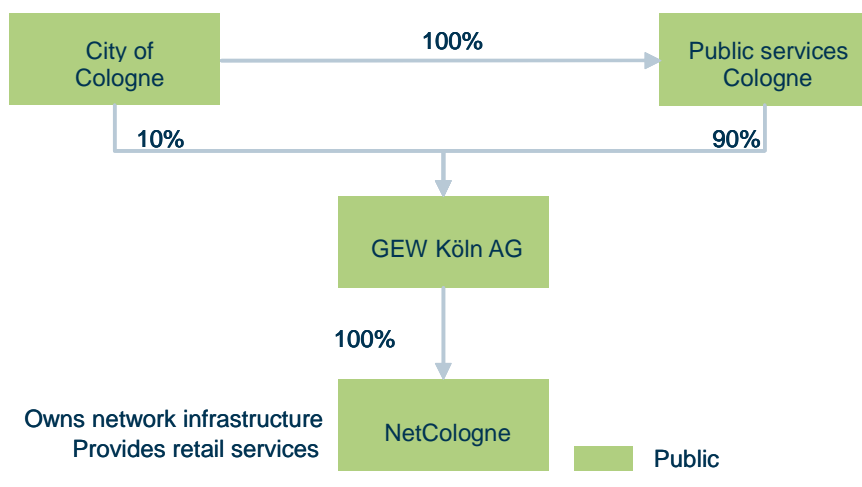 City of
Cologne
100%
Public services
Cologne
10%
90%
GEW Köln AG
100%
Owns network infrastructure
Provides retail services
NetCologne
Public